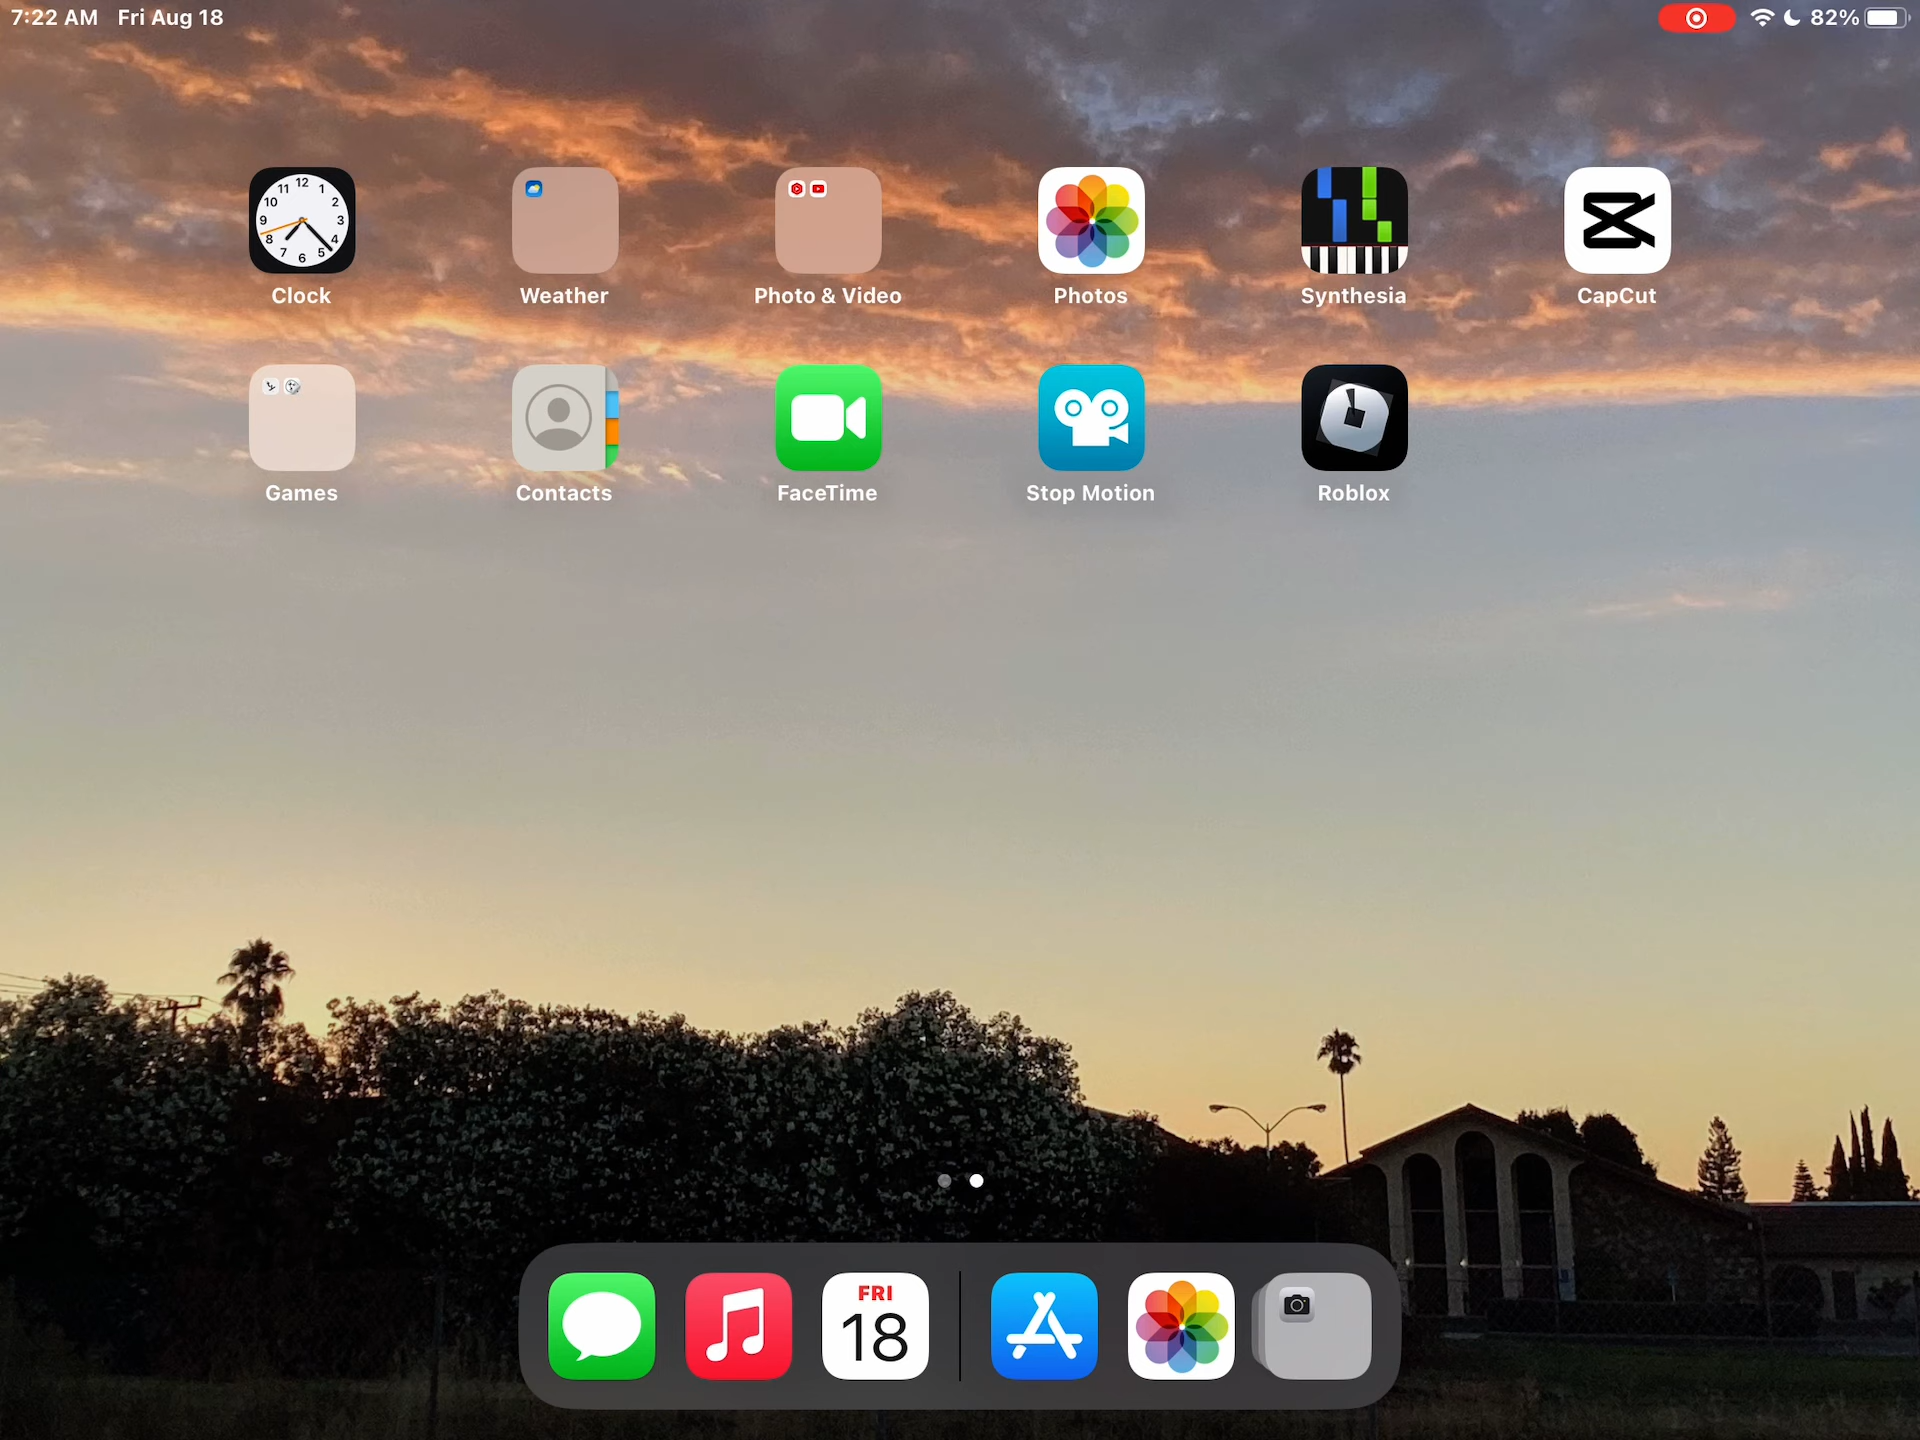 7:22 AM Fri Aug 18
82%
Clock
Weather
Photo & Video
Photos
Synthesia
CapCut
Games
Contacts
FaceTime
Stop Motion
Roblox
FRI
18